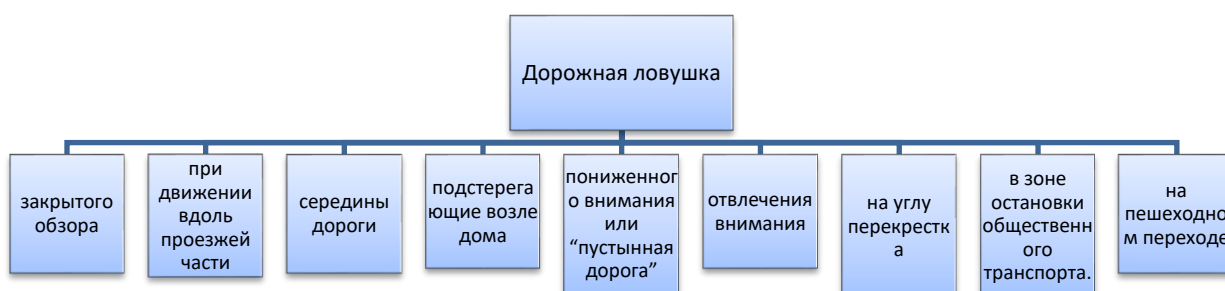 Дорожная ловушка
закрытого
обзора
при
движении
вдоль
проезжей
части
середины
дороги
подстерега
ющие возле
дома
пониженног
о внимания
или
“пустынная
дорога”
отвлечения
внимания
на углу
перекрестк
а
в зоне
остановки
общественн
ого
транспорта.
на
пешеходно
м переходе